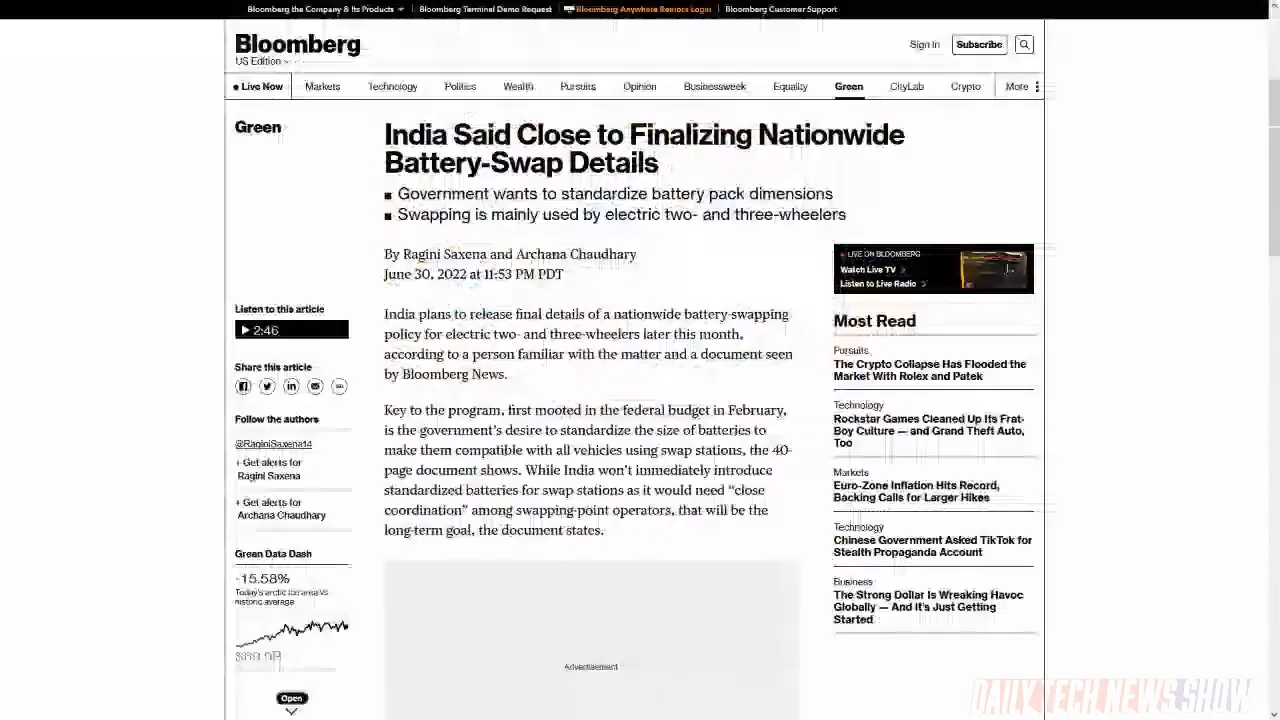 Bloomberg the Company & Its Products
Bloomberg Terminal Demo Request
Bloomberg Anywhere Remote Login
Bloomberg Customer Support
Bloomberg
US Edition
Sign In
Subscribe
Live Now
Markets
Technology
Politics
Wealth
Pursuits
Opinion
Businessweek
Equality
Green
CityLab
Crypto
More
Green
India Said Close to Finalizing Nationwide
Battery-Swap Details
Government wants to standardize battery pack dimensions
Swapping is mainly used by electric two- and three-wheelers
By Ragini Saxena and Archana Chaudhary
June 30, 2022 at 11:53 PM PDT
Listen to this article
2:46
Share this article
Follow the authors
@RaginiSaxena14
+ Get alerts for
Ragini Saxena
+ Get alerts for
Archana Chaudhary
Green Data Dash
-15.58%
Today's arctic ice area vs
historic average
Open
India plans to release final details of a nationwide battery-swapping
policy for electric two- and three-wheelers later this month,
according to a person familiar with the matter and a document seen
by Bloomberg News.
Key to the program, first mooted in the federal budget in February,
is the government's desire to standardize the size of batteries to
make them compatible with all vehicles using swap stations, the 40-
page document shows. While India won't immediately introduce
standardized batteries for swap stations as it would need "close
coordination" among swapping-point operators, that will be the
long-term goal, the document states.
Advertisement
LIVE ON BLOOMBERG
Watch Live TV
Listen to Live Radio
Most Read
Pursuits
The Crypto Collapse Has Flooded the
Market With Rolex and Patek
Technology
Rockstar Games Cleaned Up Its Frat-
Boy Culture — and Grand Theft Auto,
Too
Markets
Euro-Zone Inflation Hits Record,
Backing Calls for Larger Hikes
Technology
Chinese Government Asked TikTok for
Stealth Propaganda Account
Business
The Strong Dollar Is Wreaking Havoc
Globally — And It's Just Getting
Started
DAILY TECH NEWS SHOW